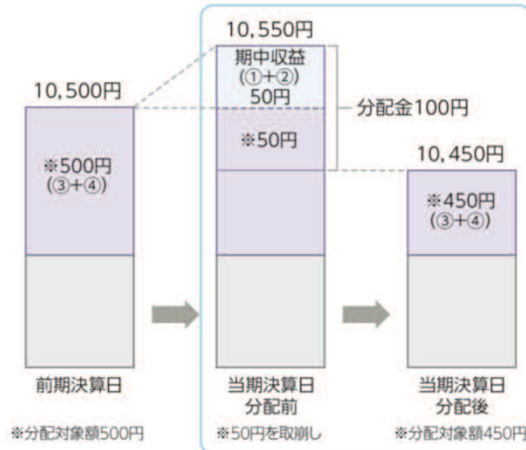 10,500円
※500円
(③+④)
前期決算日
※分配対象額500円
10,550円
期中収益
(①+②)
50円
※50円
分配金100円
当期決算日
分配前
※50円を取崩し
10,450円
※450円
(③+④)
当期決算日
分配後
※分配対象額450円